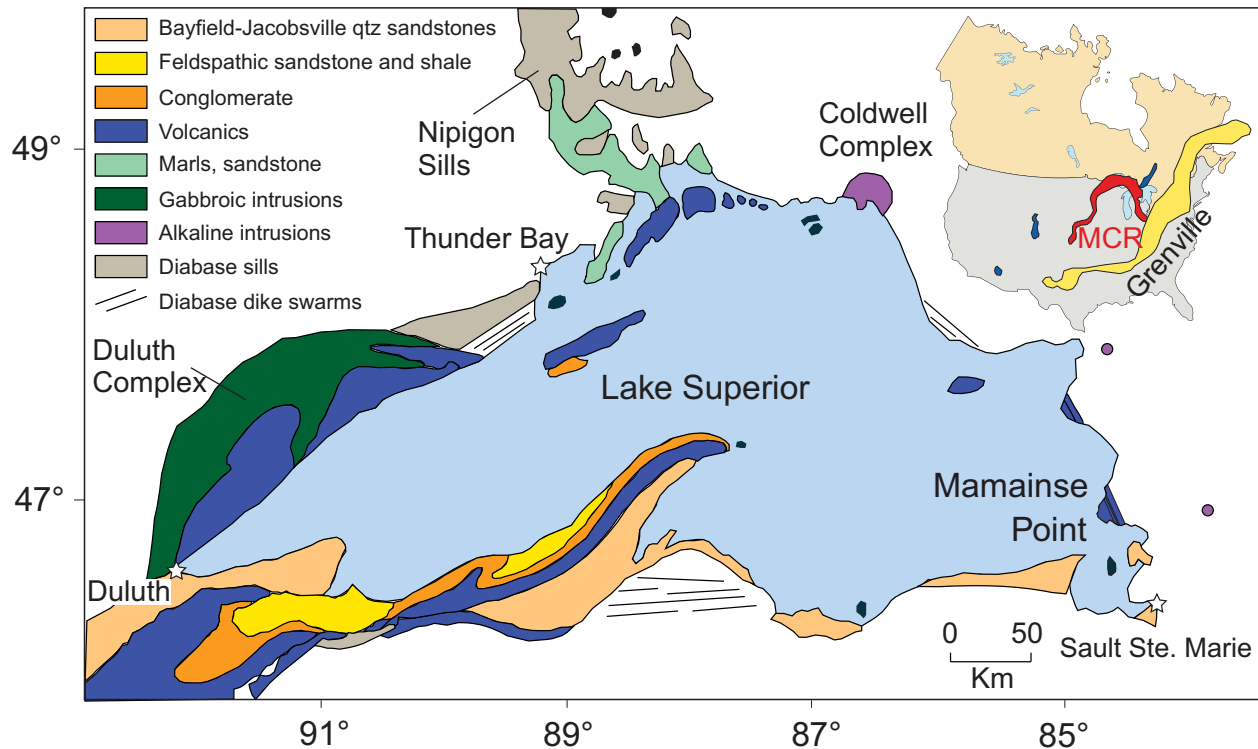 Bayfield-Jacobsville qtz sandstones
Feldspathic sandstone and shale
Conglomerate
Volcanics
Marls, sandstone
Gabbroic intrusions
Alkaline intrusions
Diabase sills
Diabase dike swarms
Nipigon
Sills
Coldwell
Complex
MCR
Grenville
49°
Thunder Bay
Duluth
Complex
Lake Superior
47°
Mamainse
Point
Duluth
0 50
Km
Sault Ste. Marie
91°
89°
87°
85°